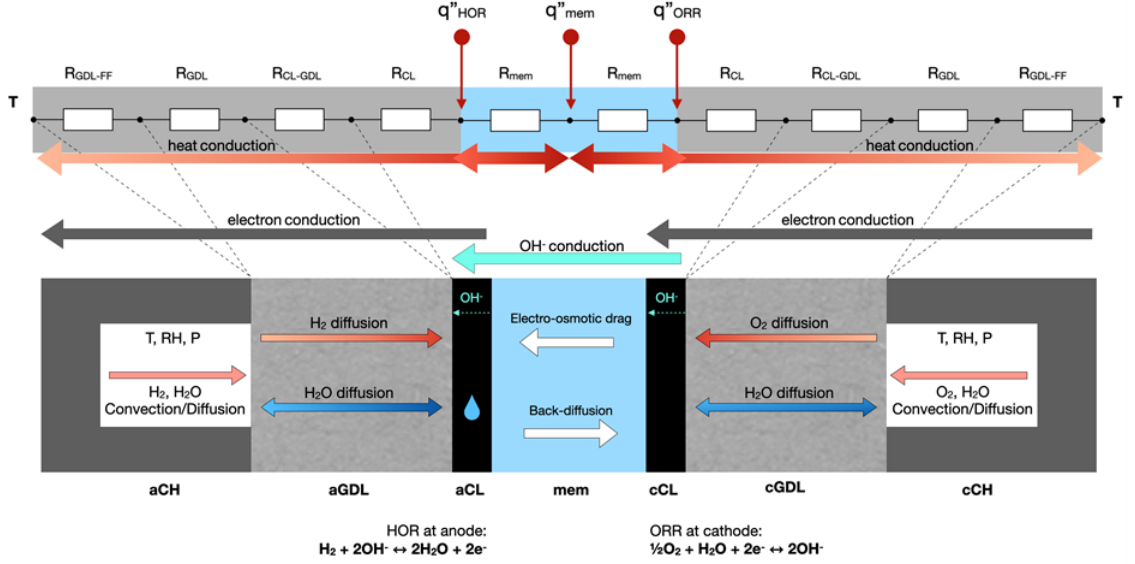 q”HOR q”mem q”ORR
RGDL-FF RGDL RCL-GDL RCL Rmem Rmem RCL RCL-GDL RGDL RGDL-FF
T T
heat conduction heat conduction
electron conduction electron conduction
OH- conduction
OH- OH-
H₂ diffusion Electro-osmotic drag O₂ diffusion
T, RH, P T, RH, P
H₂, H₂O H₂O diffusion H₂O diffusion O₂, H₂O
Convection/Diffusion Back-diffusion Convection/Diffusion
aCH aGDL aCL mem cCL cGDL cCH
HOR at anode: ORR at cathode:
H₂ + 2OH- ↔ 2H₂O + 2e- ½O₂ + H₂O + 2e- ↔ 2OH-